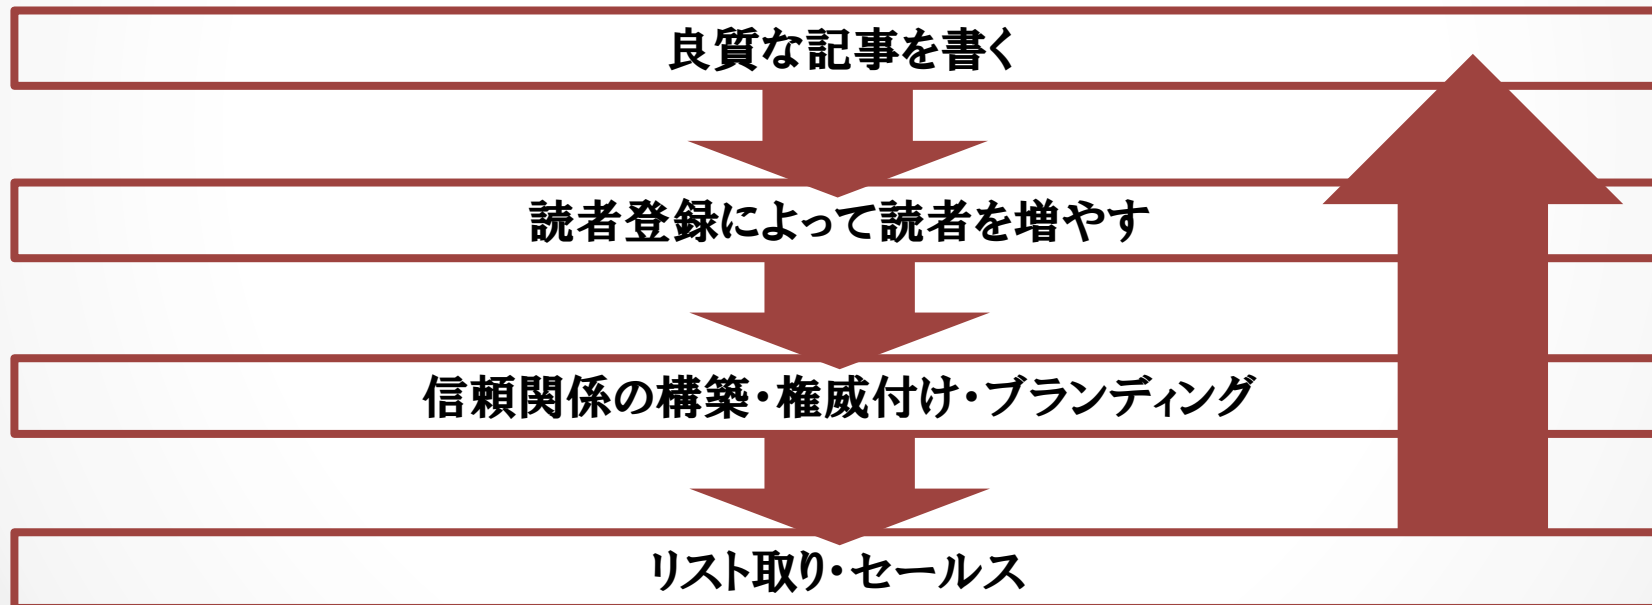 良質な記事を書く
読者登録によって読者を増やす
信頼関係の構築・権威付け・ブランディング
リスト取り・セールス